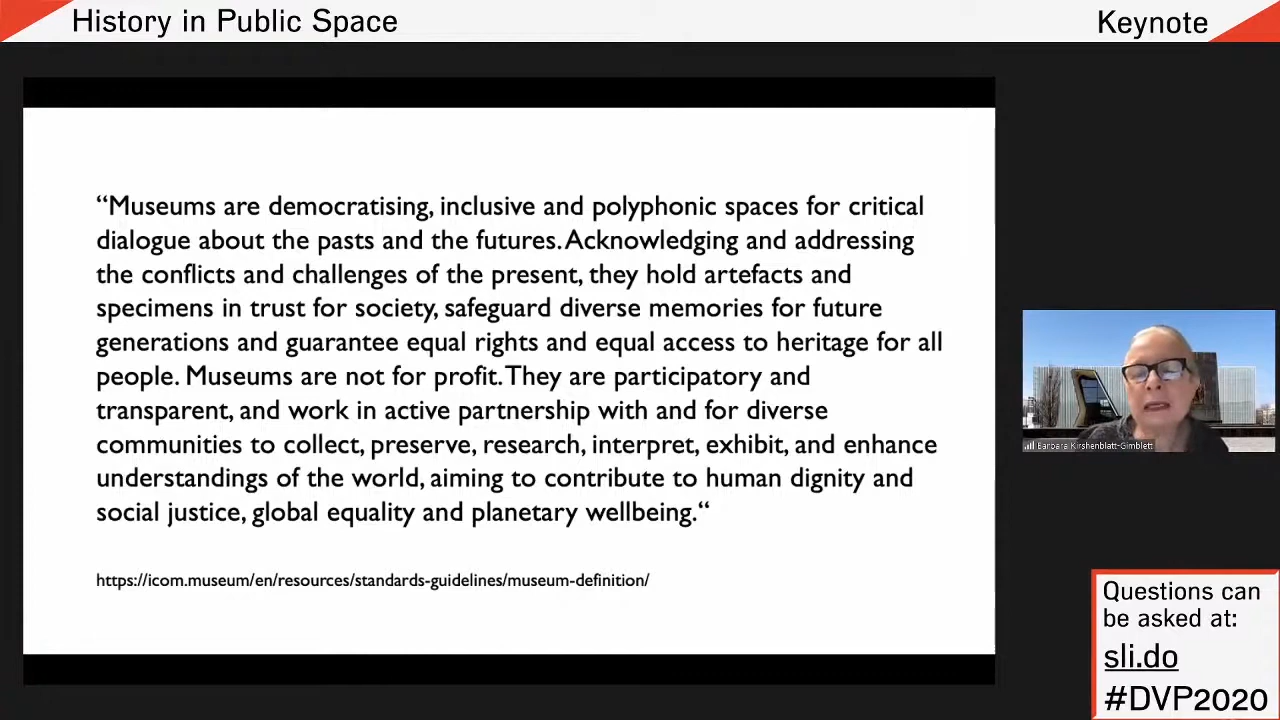 History in Public Space
Keynote
“Museums are democratising, inclusive and polyphonic spaces for critical
dialogue about the pasts and the futures. Acknowledging and addressing
the conflicts and challenges of the present, they hold artefacts and
specimens in trust for society, safeguard diverse memories for future
generations and guarantee equal rights and equal access to heritage for all
people. Museums are not for profit. They are participatory and
transparent, and work in active partnership with and for diverse
communities to collect, preserve, research, interpret, exhibit, and enhance
understandings of the world, aiming to contribute to human dignity and
social justice, global equality and planetary wellbeing.“
https://icom.museum/en/resources/standards-guidelines/museum-definition/
Barbara Kirshenblatt-Gimblett
Questions can
be asked at:
sli.do
#DVP2020